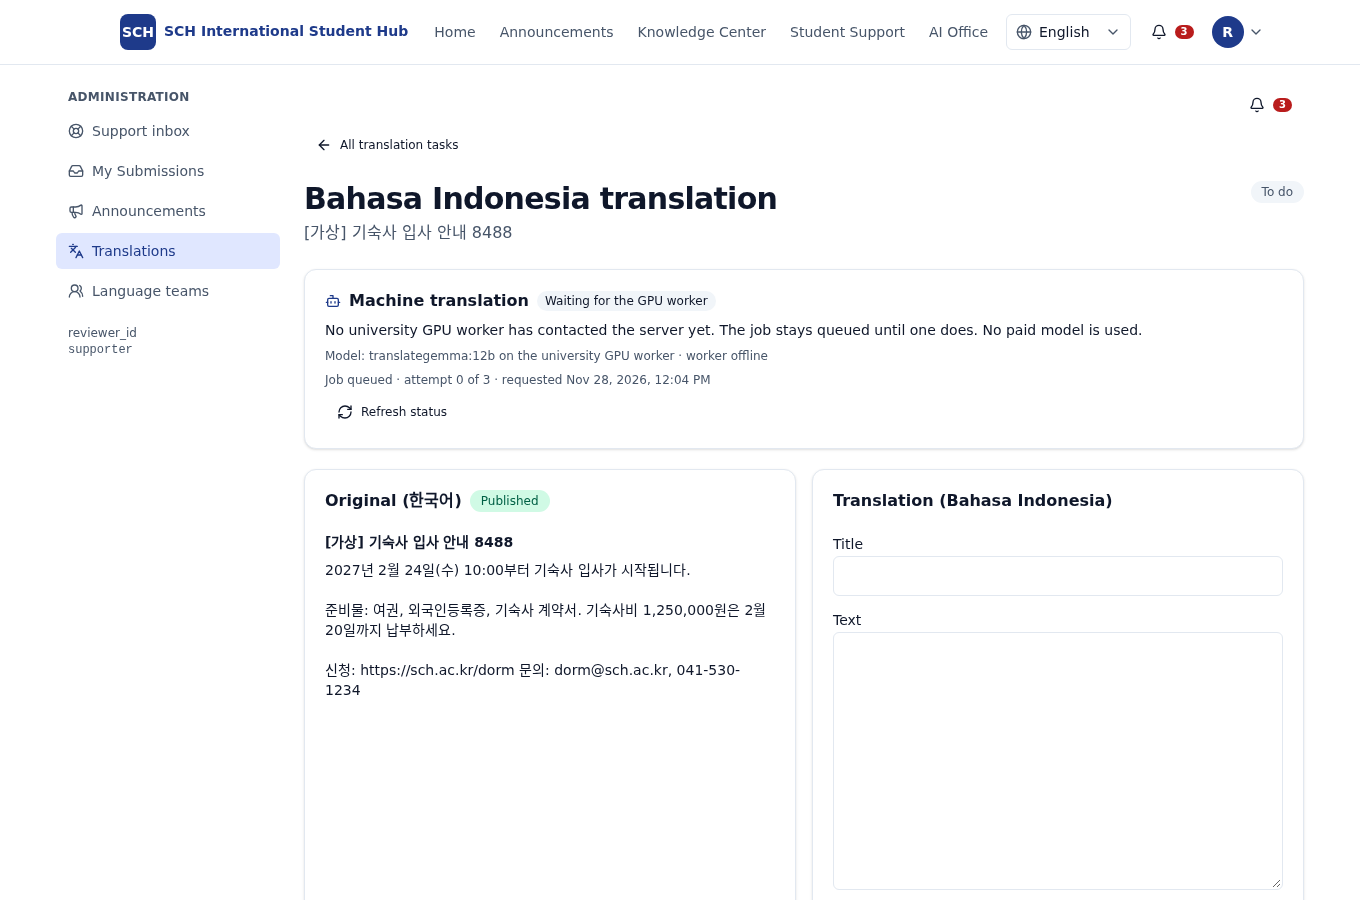 SCH
SCH International Student Hub
Home
Announcements
Knowledge Center
Student Support
AI Office
English
3
R
ADMINISTRATION
Support inbox
My Submissions
Announcements
Translations
Language teams
reviewer_id
supporter
3
All translation tasks
Bahasa Indonesia translation
To do
[가상] 기숙사 입사 안내 8488
Machine translation
Waiting for the GPU worker
No university GPU worker has contacted the server yet. The job stays queued until one does. No paid model is used.
Model: translategemma:12b on the university GPU worker · worker offline
Job queued · attempt 0 of 3 · requested Nov 28, 2026, 12:04 PM
Refresh status
Original (한국어)
Published
[가상] 기숙사 입사 안내 8488
2027년 2월 24일(수) 10:00부터 기숙사 입사가 시작됩니다.
준비물: 여권, 외국인등록증, 기숙사 계약서. 기숙사비 1,250,000원은 2월
20일까지 납부하세요.
신청: https://sch.ac.kr/dorm 문의: dorm@sch.ac.kr, 041-530-
1234
Translation (Bahasa Indonesia)
Title
Text